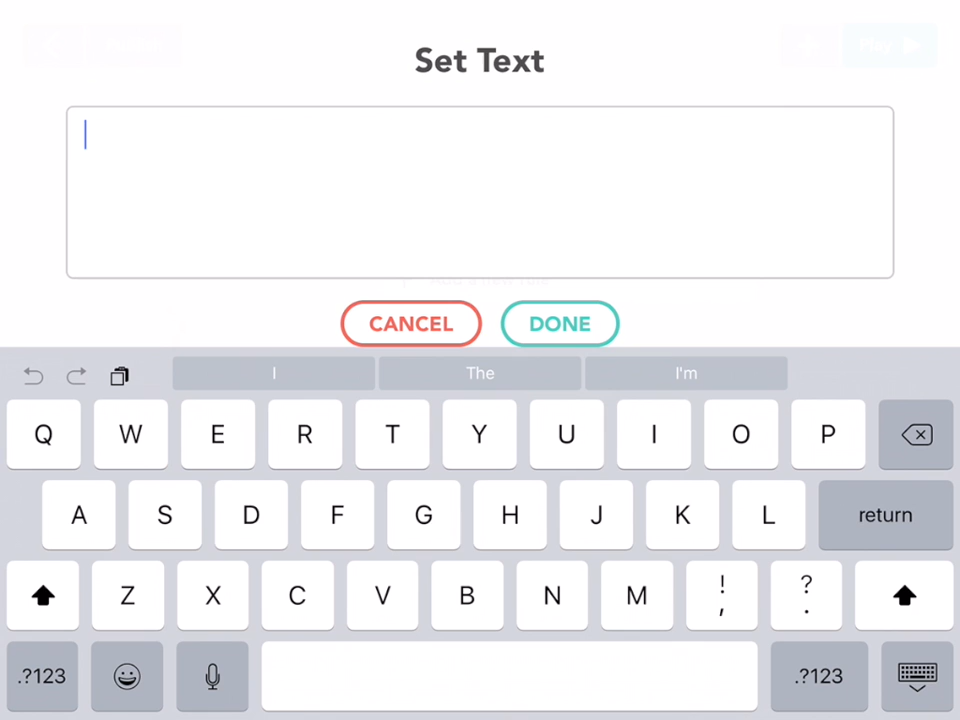 Set Text
CANCEL DONE
I The I'm
Q W E R T Y U I O P
A S D F G H J K L return
Z X C V B N M ! , ? .
.?123 .?123